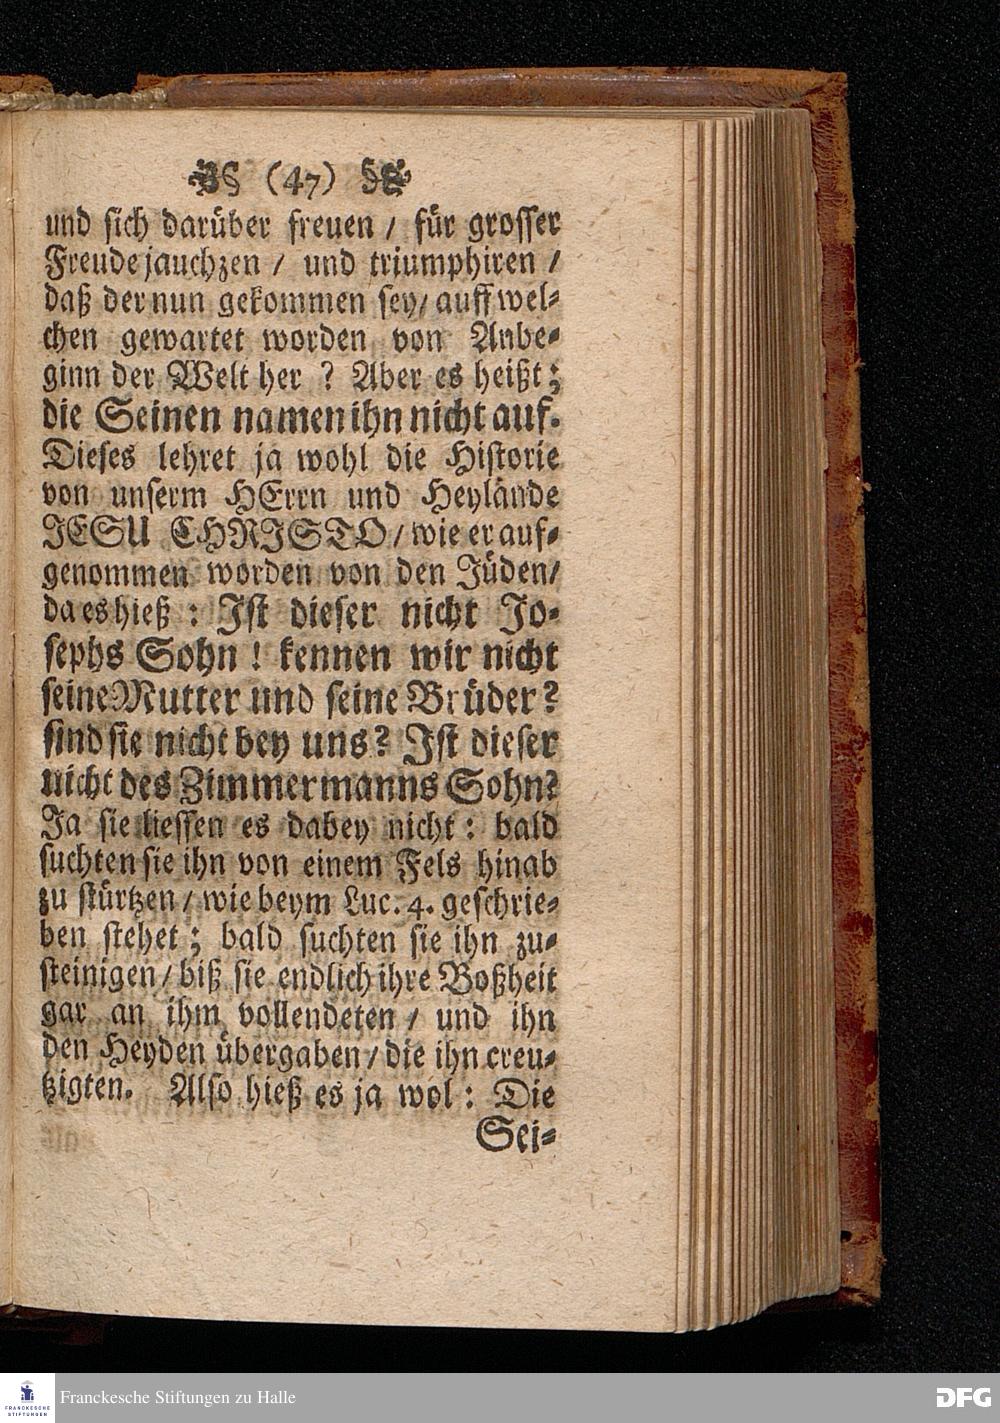 (47)
und sich darüber freuen / für grosser
Freude jauchzen / und triumphiren /
daß der nun gekommen sey / auff wel-
chen gewartet worden von Anbe-
ginn der Welt her ? Aber es heißt ;
die Seinen namen ihn nicht auf.
Dieses lehret ja wohl die Historie
von unserm HErrn und Heylände
JESU CHRISTO / wie er auf-
genommen worden von den Jüden /
da es hieß : Ist dieser nicht Jo-
sephs Sohn ! kennen wir nicht
seine Mutter und seine Brüder ?
sind sie nicht bey uns ? Ist dieser
nicht des Zimmermanns Sohn?
Ja sie liessen es dabey nicht : bald
suchten sie ihn von einem Fels hinab
zu stürtzen / wie beym Luc. 4. geschrie-
ben stehet ; bald suchten sie ihn zu-
steinigen / biß sie endlich ihre Boßheit
gar an ihm vollendeten / und ihn
den Heyden übergaben / die ihn creu-
tzigten. Also hieß es ja wol : Die
Sei-
FRANCKESCHE
STIFTUNGEN
Franckesche Stiftungen zu Halle
DFG